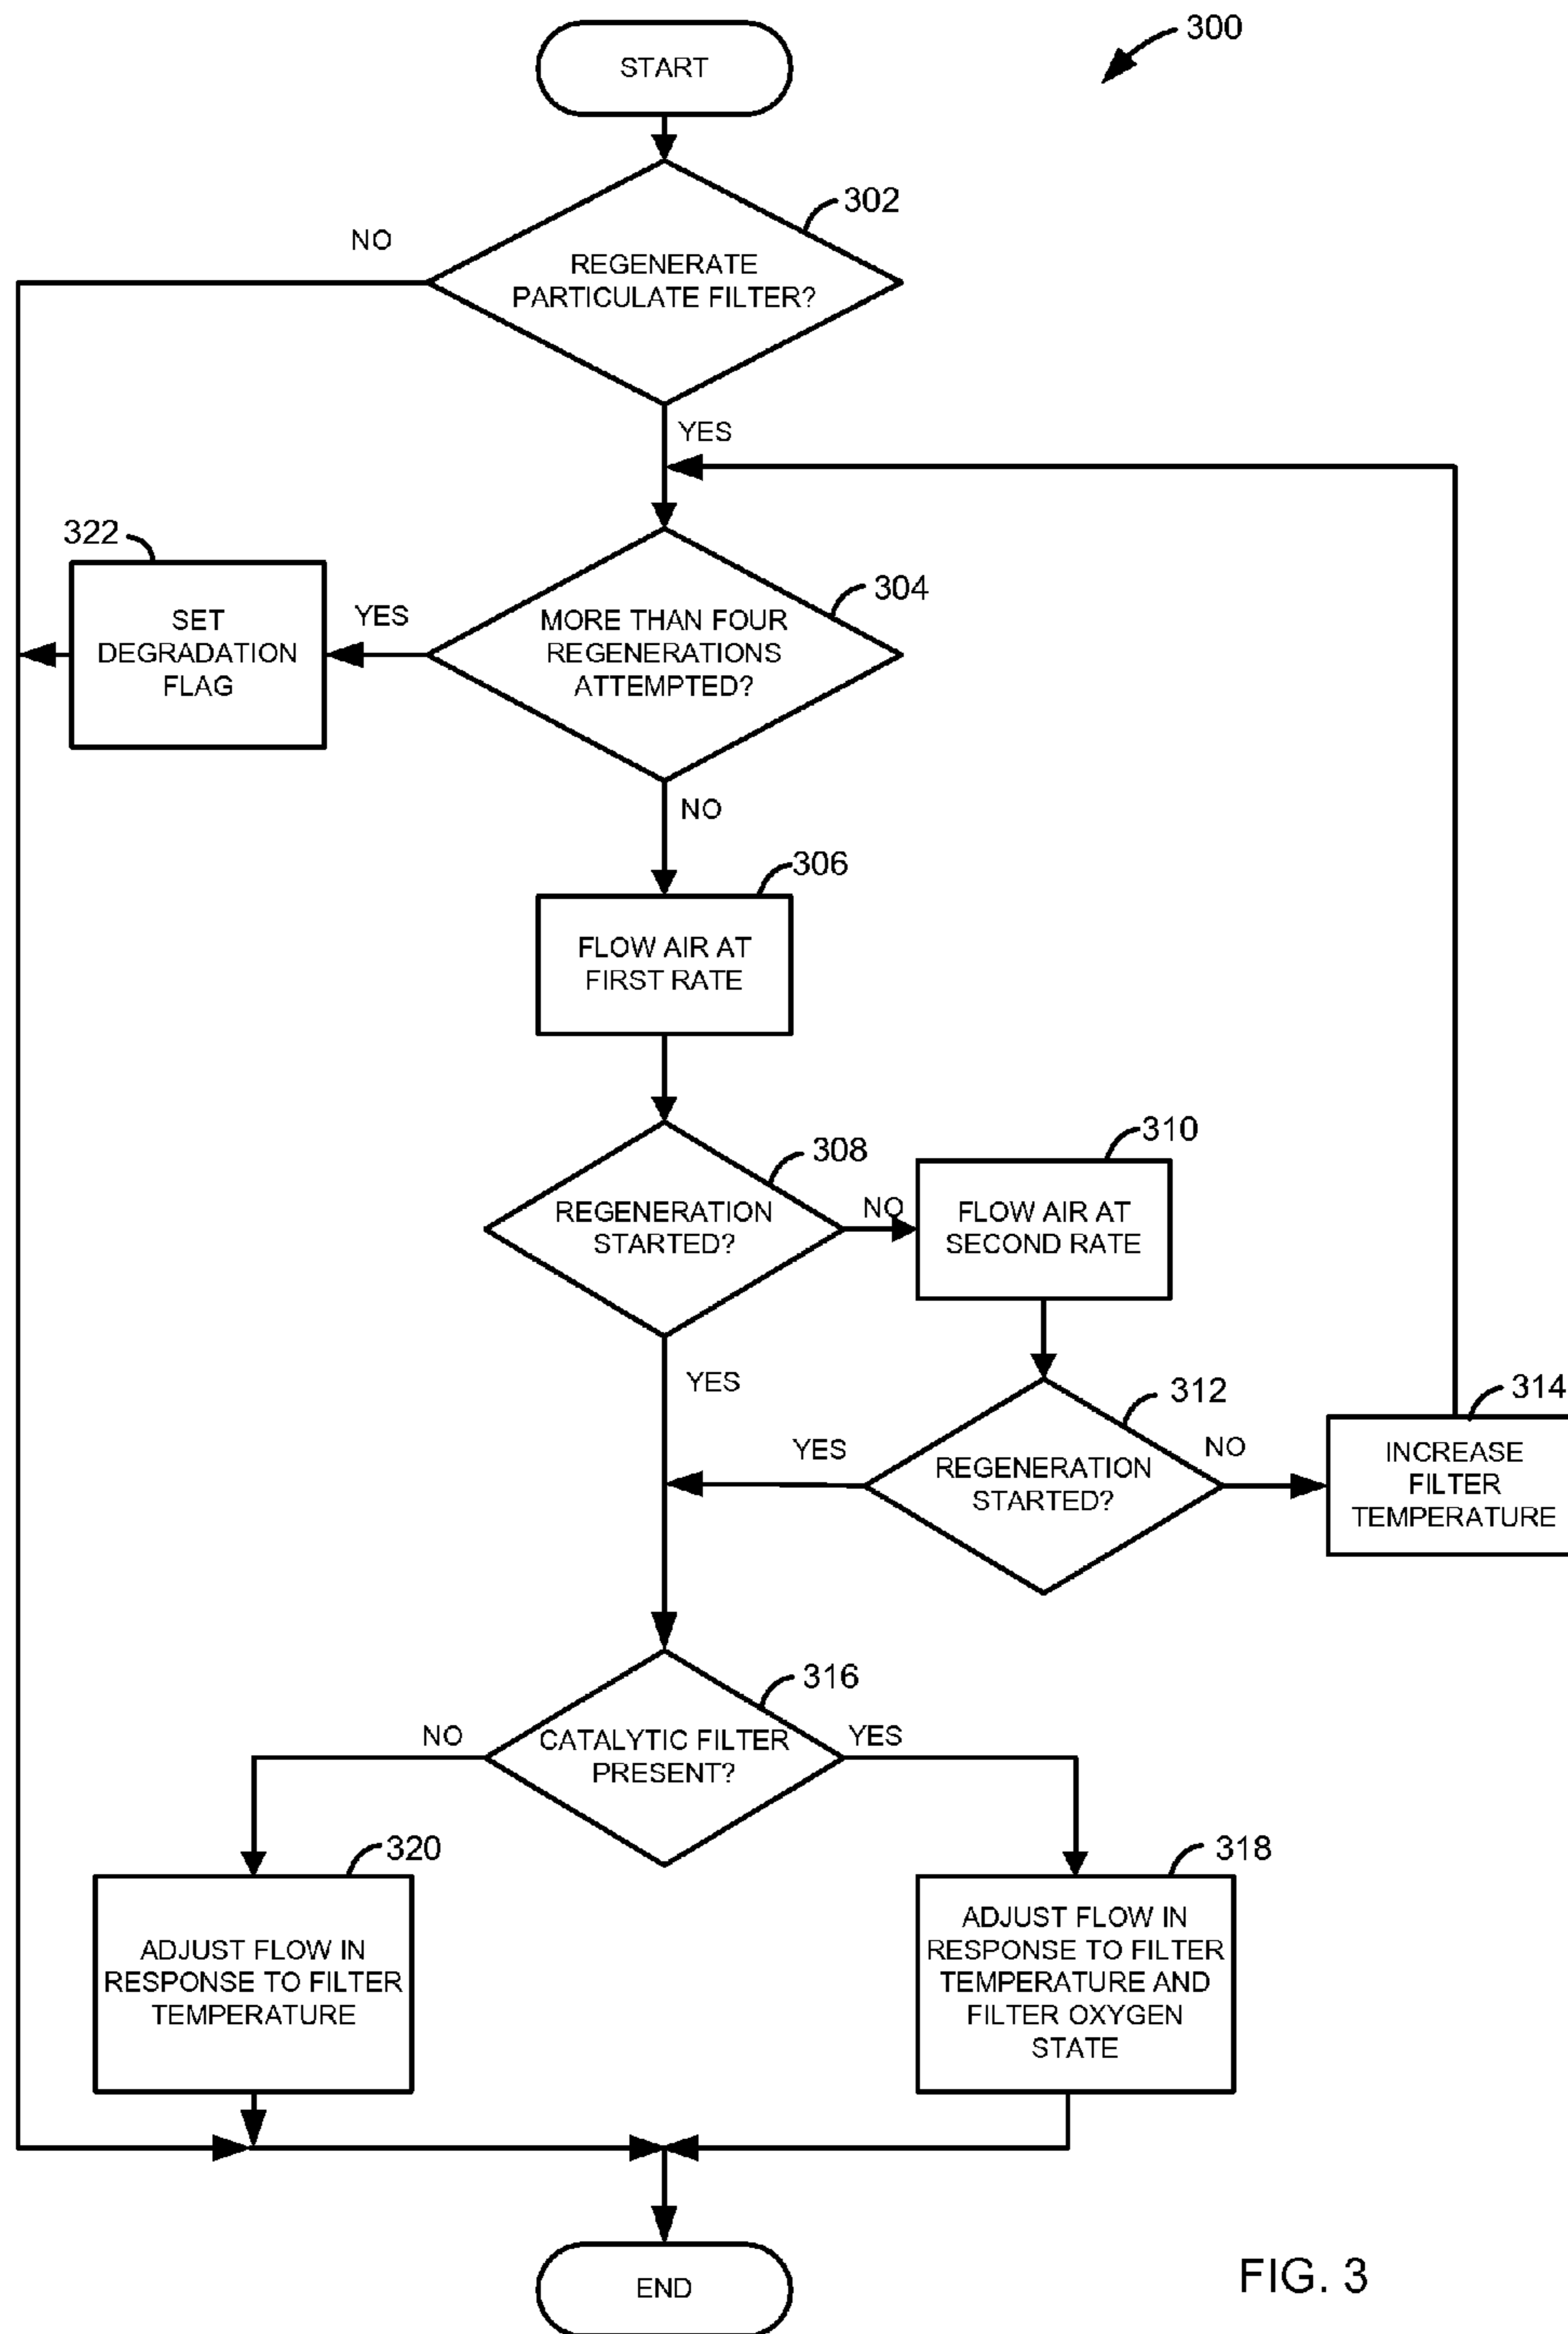 300
START
302
NO
REGENERATE
PARTICULATE FILTER?
YES
322
304
SET
DEGRADATION
FLAG
YES
MORE THAN FOUR
REGENERATIONS
ATTEMPTED?
NO
306
FLOW AIR AT
FIRST RATE
308
310
REGENERATION
STARTED?
NO
FLOW AIR AT
SECOND RATE
YES
312
314
YES
REGENERATION
STARTED?
NO
INCREASE
FILTER
TEMPERATURE
316
NO
CATALYTIC FILTER
PRESENT?
YES
320
318
ADJUST FLOW IN
RESPONSE TO FILTER
TEMPERATURE
ADJUST FLOW IN
RESPONSE TO FILTER
TEMPERATURE AND
FILTER OXYGEN
STATE
END
FIG. 3